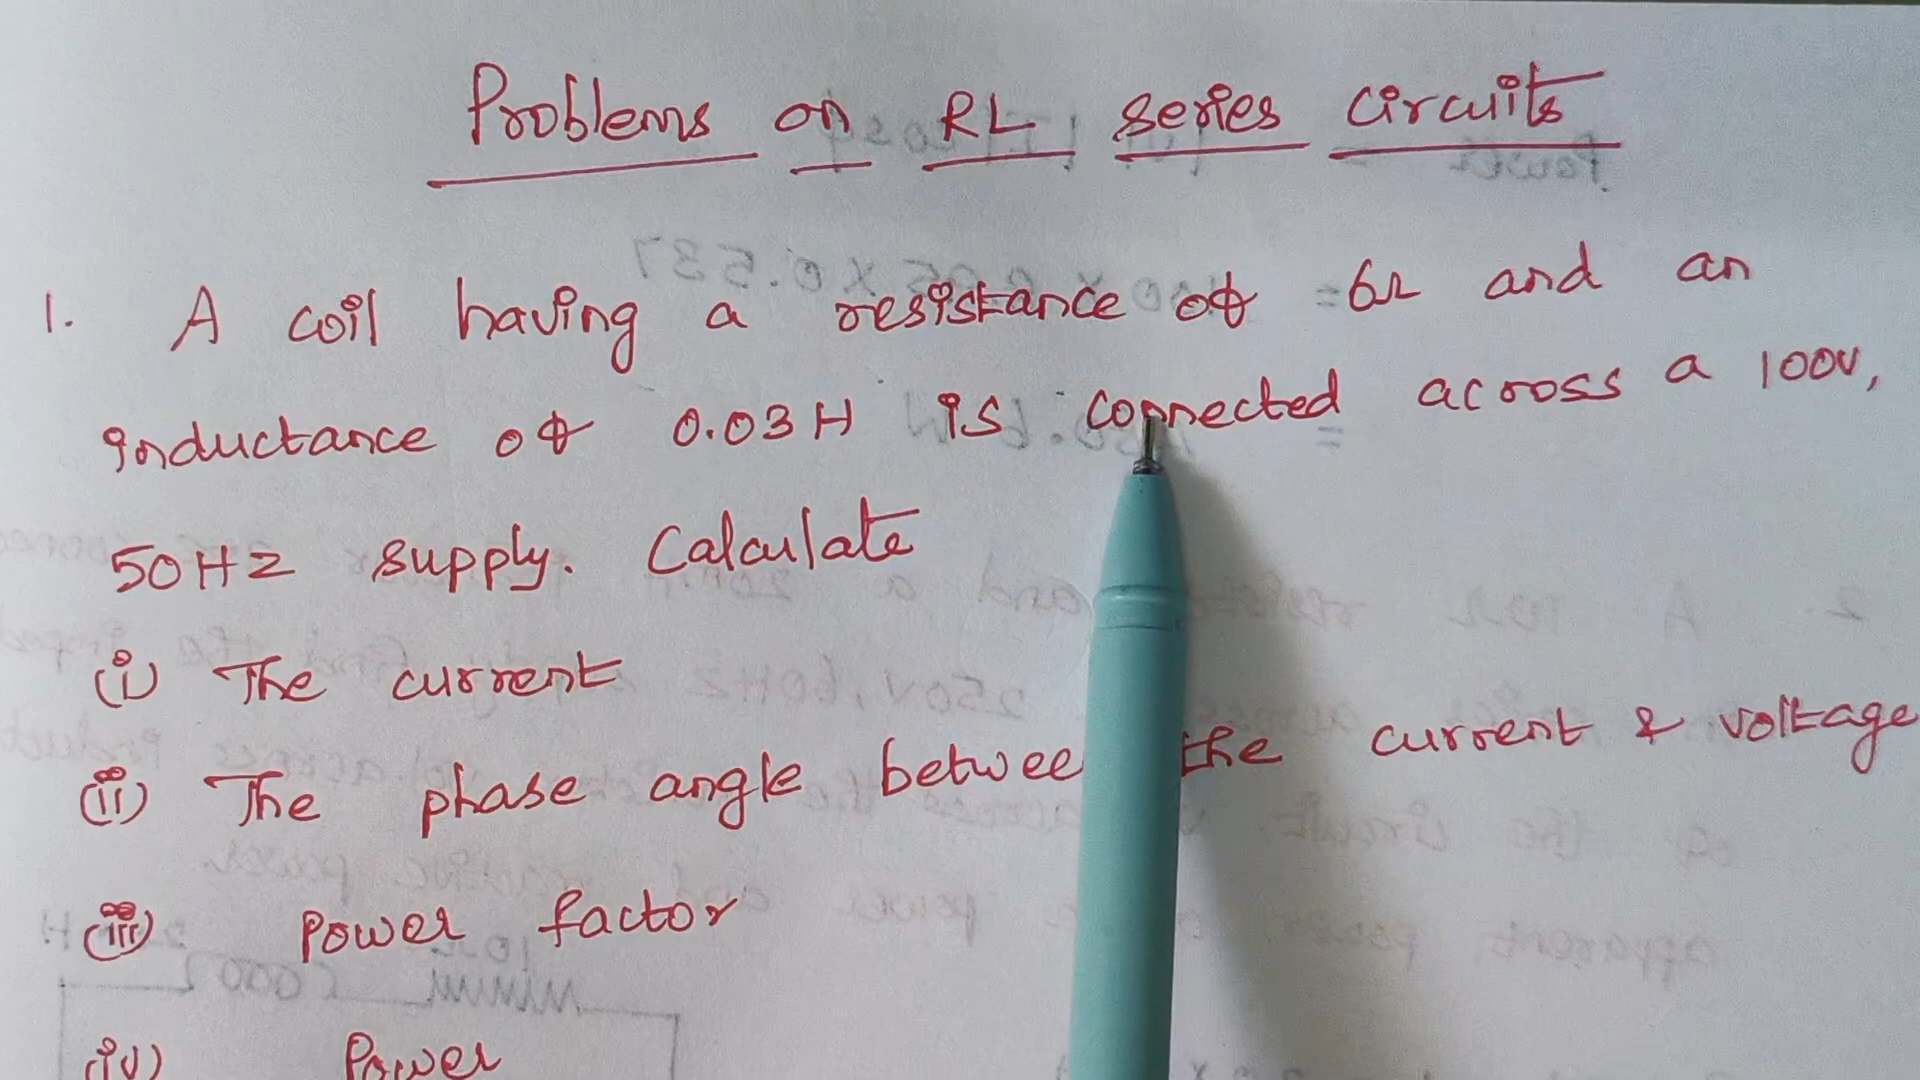 Problems on RL series circuits
1. A coil having a resistance of 6Ω and an
inductance of 0.03H is connected across a 100V,
50HZ supply. Calculate
(i) The current
(ii) The phase angle between the current & voltage
(iii) Power factor
(iv) Power